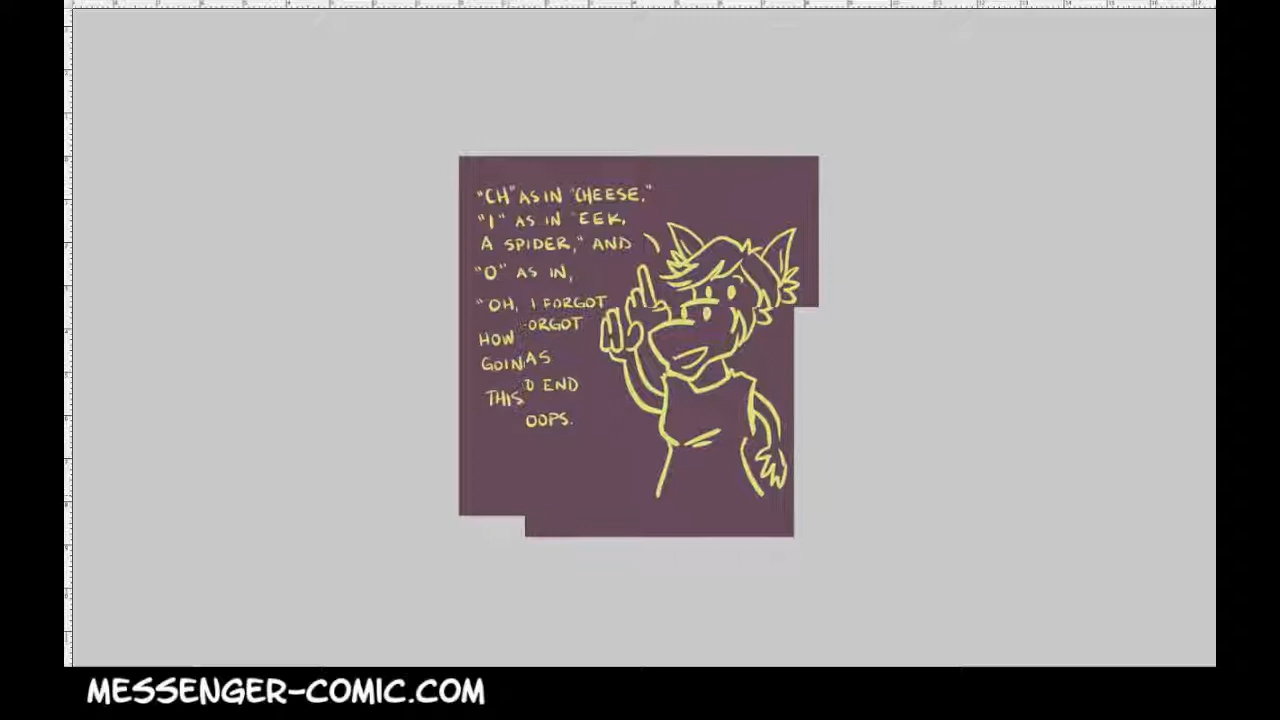 "CH" AS IN "CHEESE,"
"I" AS IN "EEK,
A SPIDER," AND
"O" AS IN,
"OH, I FORGOT
ORGOT
HOW
AS
GOIN
D END
THIS
OOPS.
MESSENGER-COMIC.COM